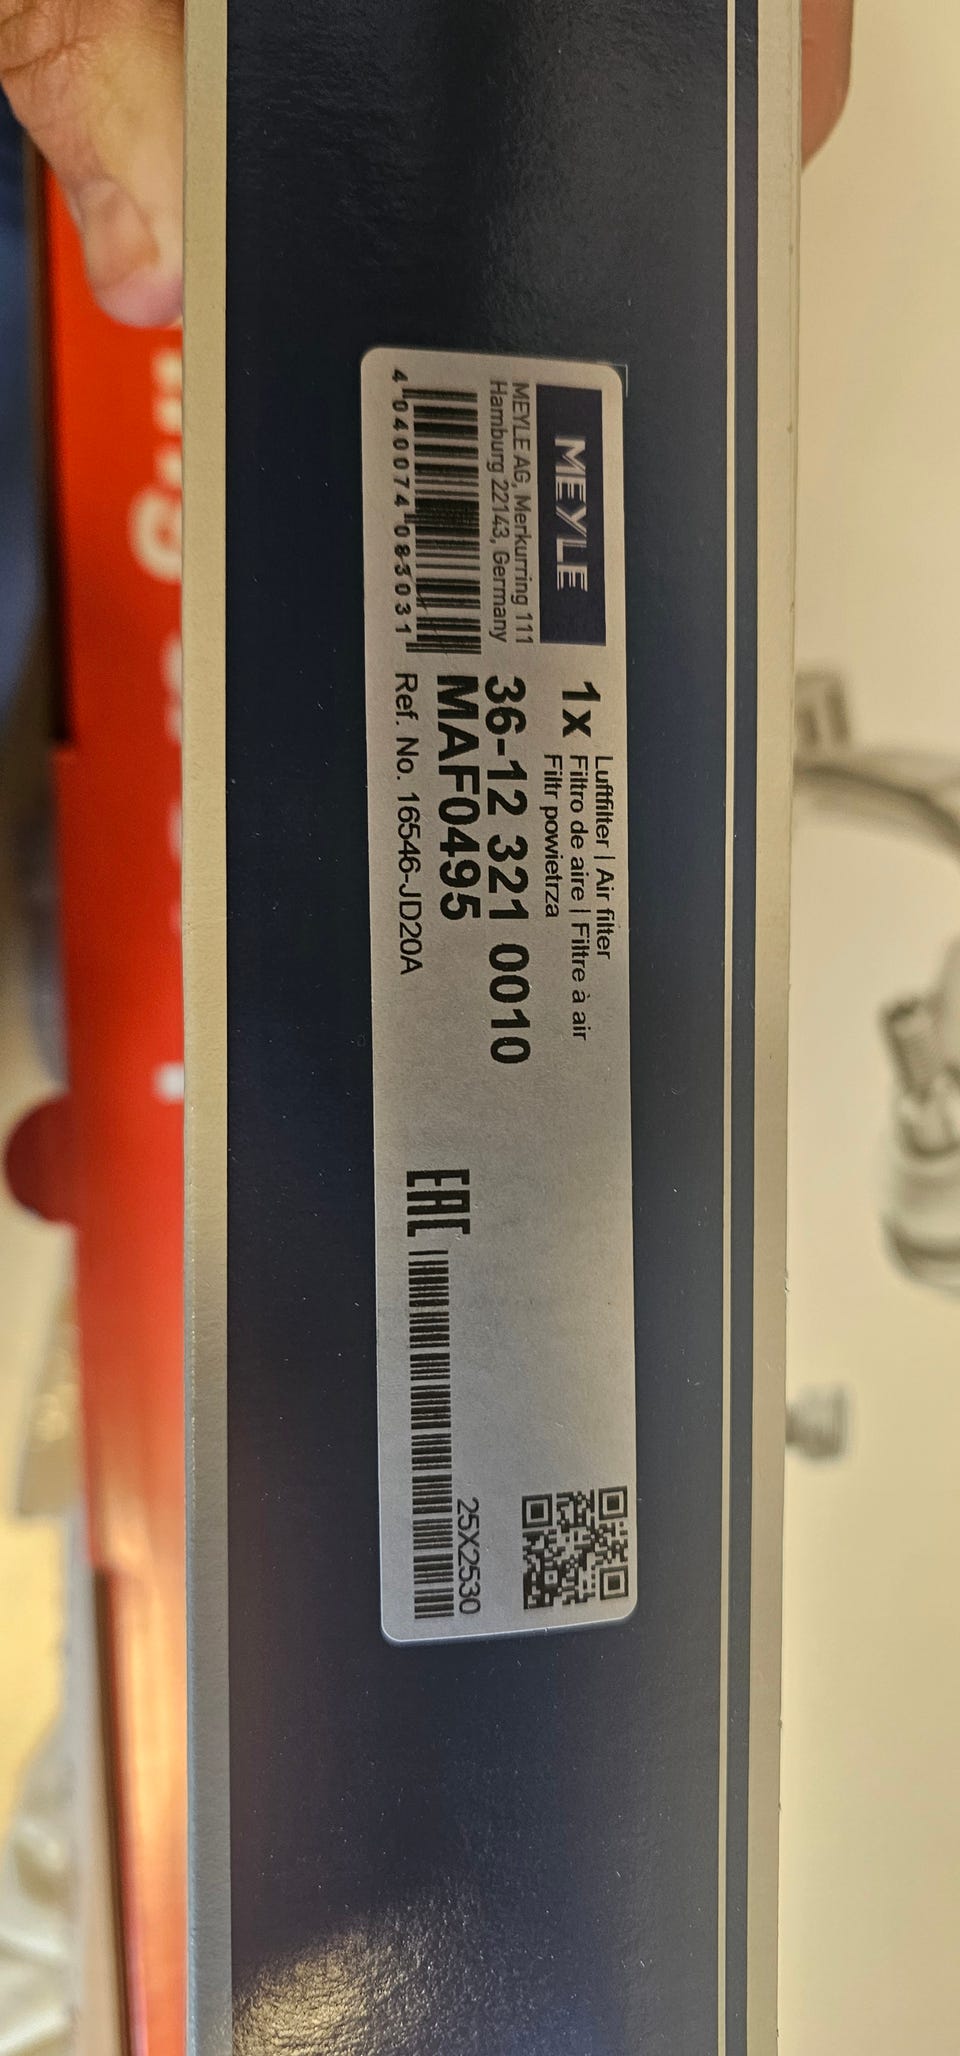 MEYLE
MEYLE AG, Merkurring 111
Hamburg 22143, Germany
4 040074 083031
1x
Luftfilter | Air filter
Filtro de aire | Filtre à air
Filtr powietrza
36-12 321 0010
MAF0495
Ref. No. 16546-JD20A
EAC
25X2530